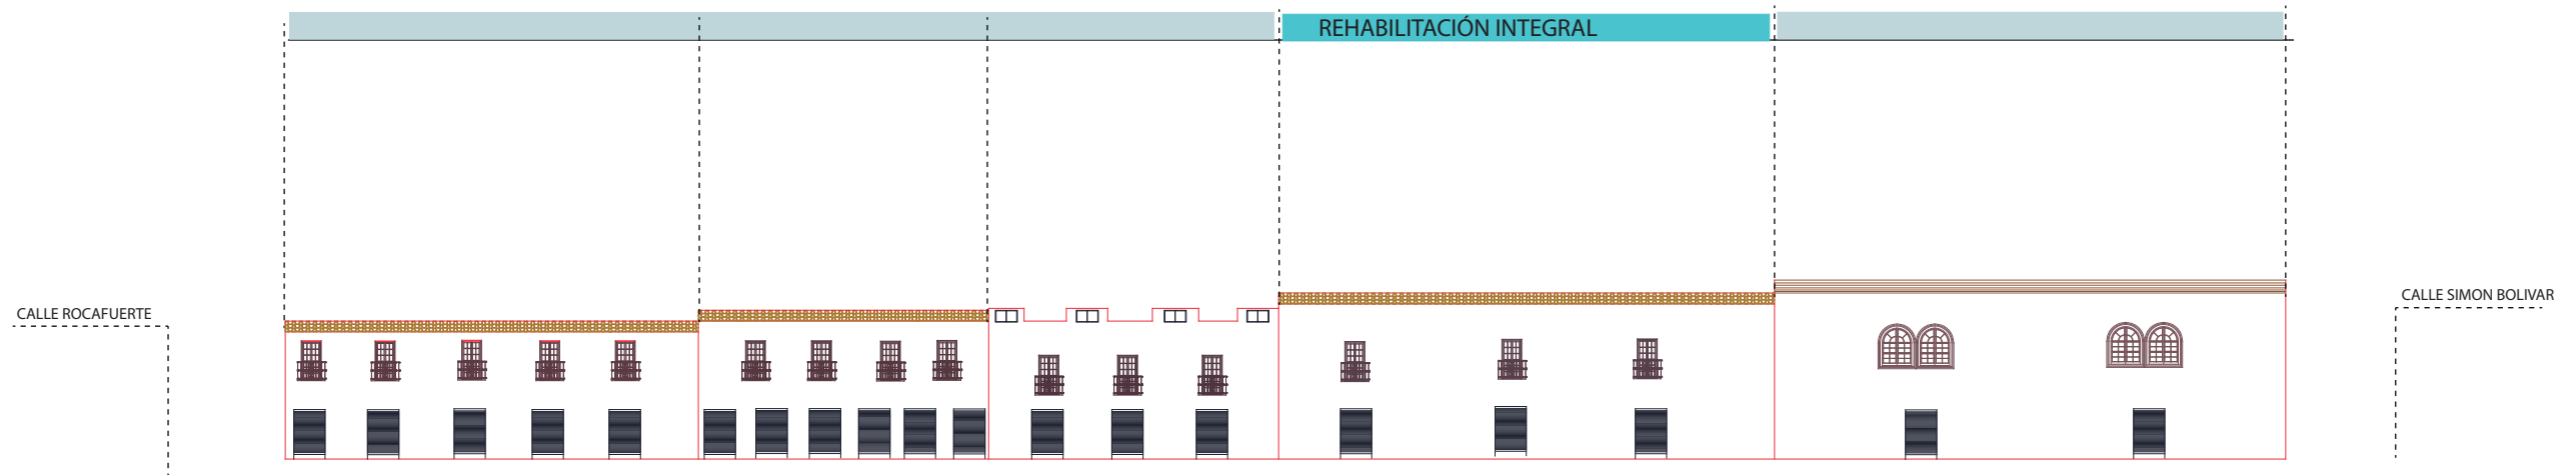 REHABILITACIÓN INTEGRAL
CALLE ROCAFUERTE
CALLE SIMON BOLIVAR